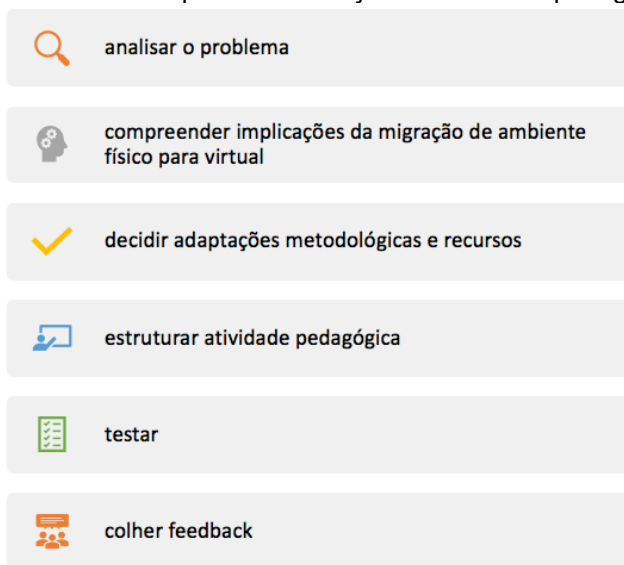 analisar o problema
compreender implicações da migração de ambiente
físico para virtual
decidir adaptações metodológicas e recursos
estruturar atividade pedagógica
testar
colher feedback